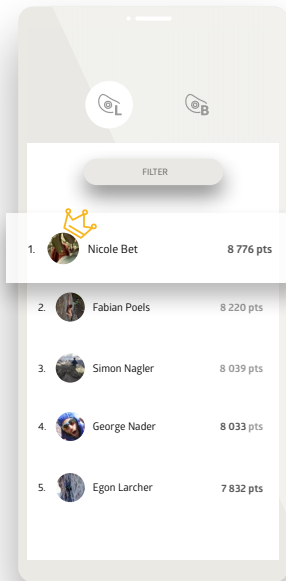 L
B
FILTER
1. Nicole Bet 8 776 pts
2. Fabian Poels 8 220 pts
3. Simon Nagler 8 039 pts
4. George Nader 8 033 pts
5. Egon Larcher 7 832 pts